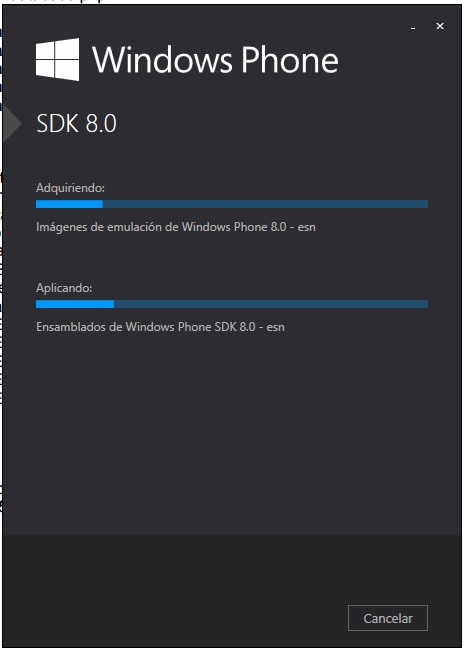 Windows Phone
SDK 8.0
Adquiriendo:
Imágenes de emulación de Windows Phone 8.0 - esn
Aplicando:
Ensamblados de Windows Phone SDK 8.0 - esn
Cancelar